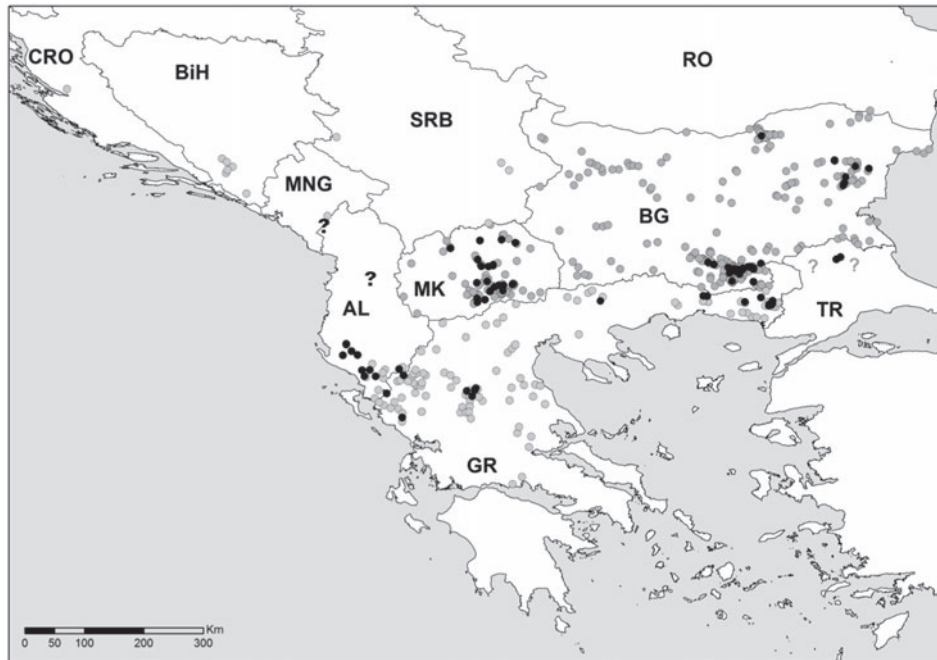 CRO
BiH
RO
SRB
MNG
BG
?
?
MK
? ?
AL
TR
GR
Km
0 50 100 200 300